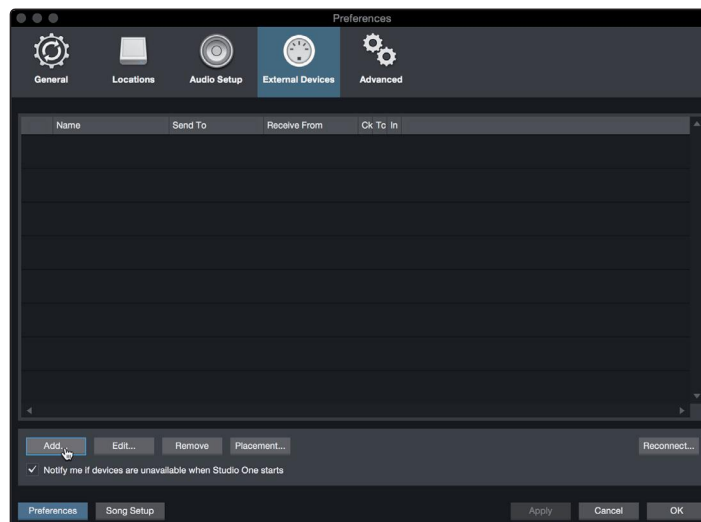 Preferences
General Locations Audio Setup External Devices Advanced
Name Send To Receive From Ck Tc In
Add... Edit... Remove Placement... Reconnect...
Notify me if devices are unavailable when Studio One starts
Preferences Song Setup Apply Cancel OK